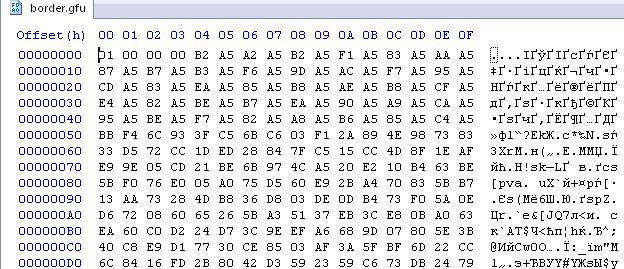 border.gfu
Offset(h) 00 01 02 03 04 05 06 07 08 09 0A 0B 0C 0D 0E 0F
00000000 01 00 00 00 B2 A5 A2 A5 B2 A5 F1 A5 83 A5 AA A5 ....ІҐўҐІҐсҐѓҐЄҐ
00000010 87 A5 B7 A5 B3 A5 F6 A5 9D A5 AC A5 F7 A5 95 A5 ‡Ґ·ҐіҐцҐќҐ¬ҐчҐ•Ґ
00000020 CD A5 83 A5 EA A5 85 A5 B8 A5 AE A5 B8 A5 CF A5 НҐѓҐкҐ…ҐёҐ®ҐёҐПҐ
00000030 E4 A5 82 A5 BE A5 B7 A5 EA A5 90 A5 A9 A5 CA A5 дҐ‚ҐѕҐ·ҐкҐђҐ©ҐКҐ
00000040 95 A5 BE A5 F7 A5 82 A5 A8 A5 B6 A5 85 A5 C4 A5 •ҐѕҐчҐ‚ҐЁҐ¶Ґ…ҐДҐ
00000050 BB F4 6C 93 3F C5 6B C6 03 F1 2A 89 4E 98 73 83 »фl“?ЕkЖ.с*‰N.sѓ
00000060 33 D5 72 CC 1D ED 28 84 7F C5 15 CC 4D 8F 1E AF 3ХrМ.н(„.Е.МMЏ.Ї
00000070 E9 9E 05 CD 21 BE 6B 97 4C A5 20 E2 10 B4 63 BE йћ.Н!ѕk—LҐ в.ґcѕ
00000080 5B F0 76 E0 05 A0 75 D5 60 E9 2B A4 70 83 5B B7 [рvа. uХ`й+¤pѓ[·
00000090 13 AA 73 28 4D B8 36 D8 03 DE 0D B4 73 F0 5A 0E .Єs(Mё6Ш.Ю.ґsрZ.
000000A0 D6 72 08 60 65 26 5B A3 51 37 EB 3C E8 0B A0 63 Цr.`e&[ЈQ7л<и. c
000000B0 EA 60 C0 D2 24 D7 3C 9E EF A6 68 9D 07 80 5E 3B к`АТ$Ч<ћп¦hќ.Ђ^;
000000C0 40 C8 E9 D1 77 30 CE 85 03 AF 3A 5F BF 6D 22 CC @ИйСw0О….Ї:_їm"М
000000D0 6C 84 16 FD 2B 80 42 D3 59 23 59 C6 73 DB 24 79 l„.э+ЂBУY#YЖsЫ$y